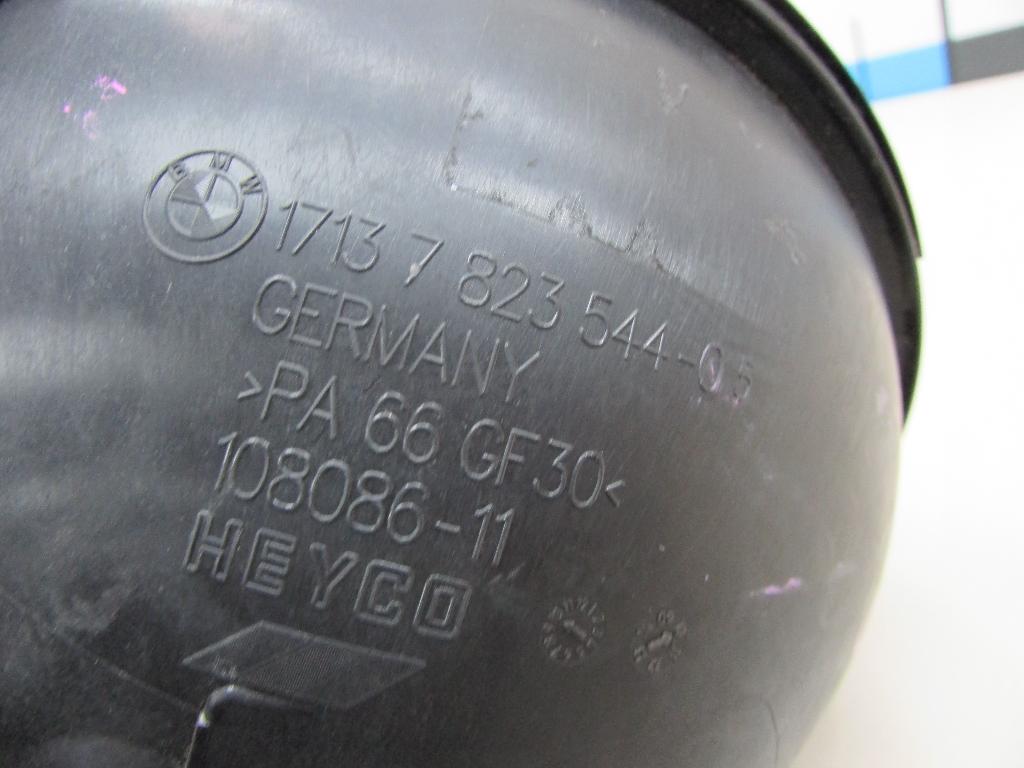 BMW
1713 7 823 544-05
GERMANY
>PA 66 GF30<
108086-11
HEYCO